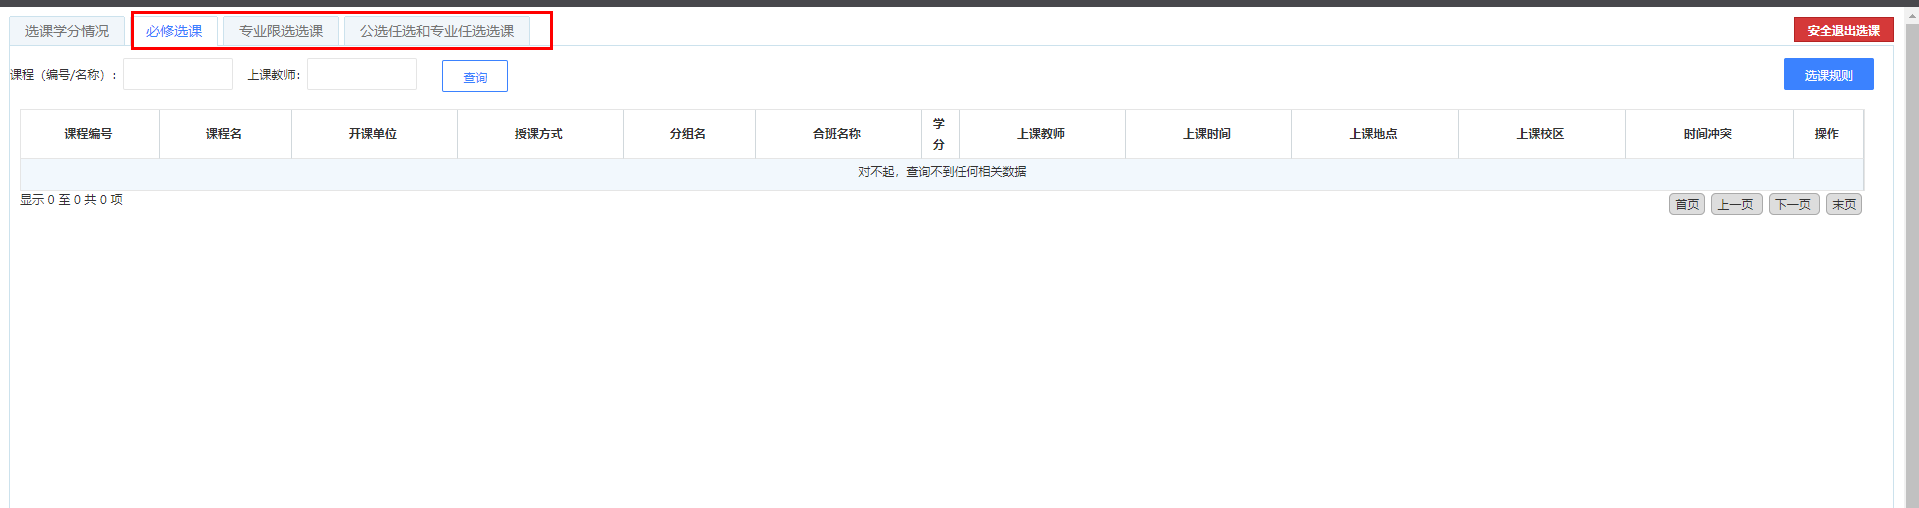 选课学分情况 必修选课 专业限选选课 公选任选和专业任选选课 安全退出选课
课程（编号/名称）: 上课教师: 查询 选课规则
课程编号 课程名 开课单位 授课方式 分组名 合班名称 学分 上课教师 上课时间 上课地点 上课校区 时间冲突 操作
对不起，查询不到任何相关数据
显示 0 至 0 共 0 项 首页 上一页 下一页 末页